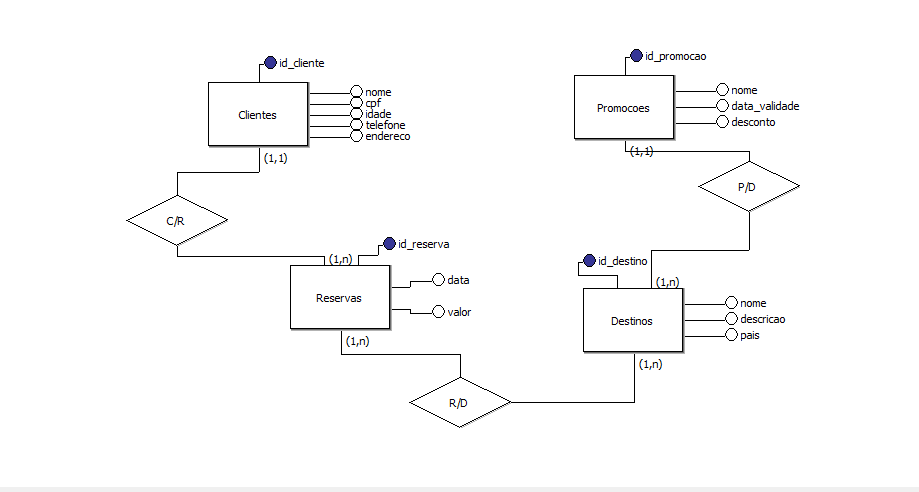 id_cliente
Clientes
nome
cpf
idade
telefone
endereco
(1,1)
C/R
(1,n)
id_reserva
Reservas
data
valor
(1,n)
R/D
id_promocao
Promocoes
nome
data_validade
desconto
(1,1)
P/D
(1,n)
id_destino
Destinos
nome
descricao
pais
(1,n)